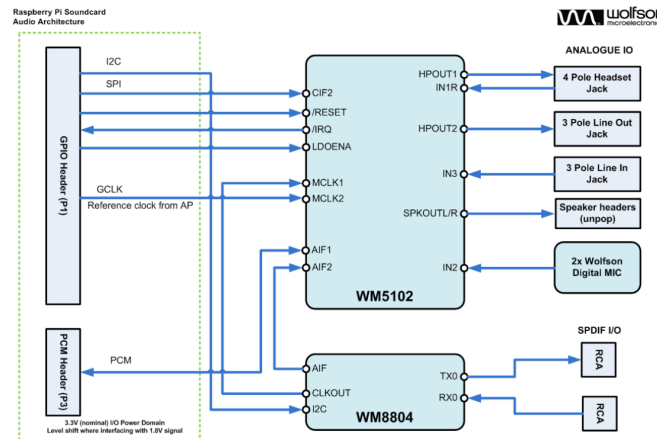 Raspberry Pi Soundcard
Audio Architecture
wolfson
microelectronic
ANALOGUE IO
I2C
SPI
GCLK
Reference clock from AP
PCM
GPIO Header (P1)
PCM Header (P3)
3.3V (nominal) I/O Power Domain
Level shift where interfacing with 1.8V signal
CIF2
/RESET
/IRQ
LDOENA
MCLK1
MCLK2
AIF1
AIF2
HPOUT1
IN1R
HPOUT2
IN3
SPKOUTL/R
IN2
WM5102
4 Pole Headset
Jack
3 Pole Line Out
Jack
3 Pole Line In
Jack
Speaker headers
(unpop)
2x Wolfson
Digital MIC
AIF
CLKOUT
I2C
TX0
RX0
WM8804
SPDIF I/O
RCA
RCA